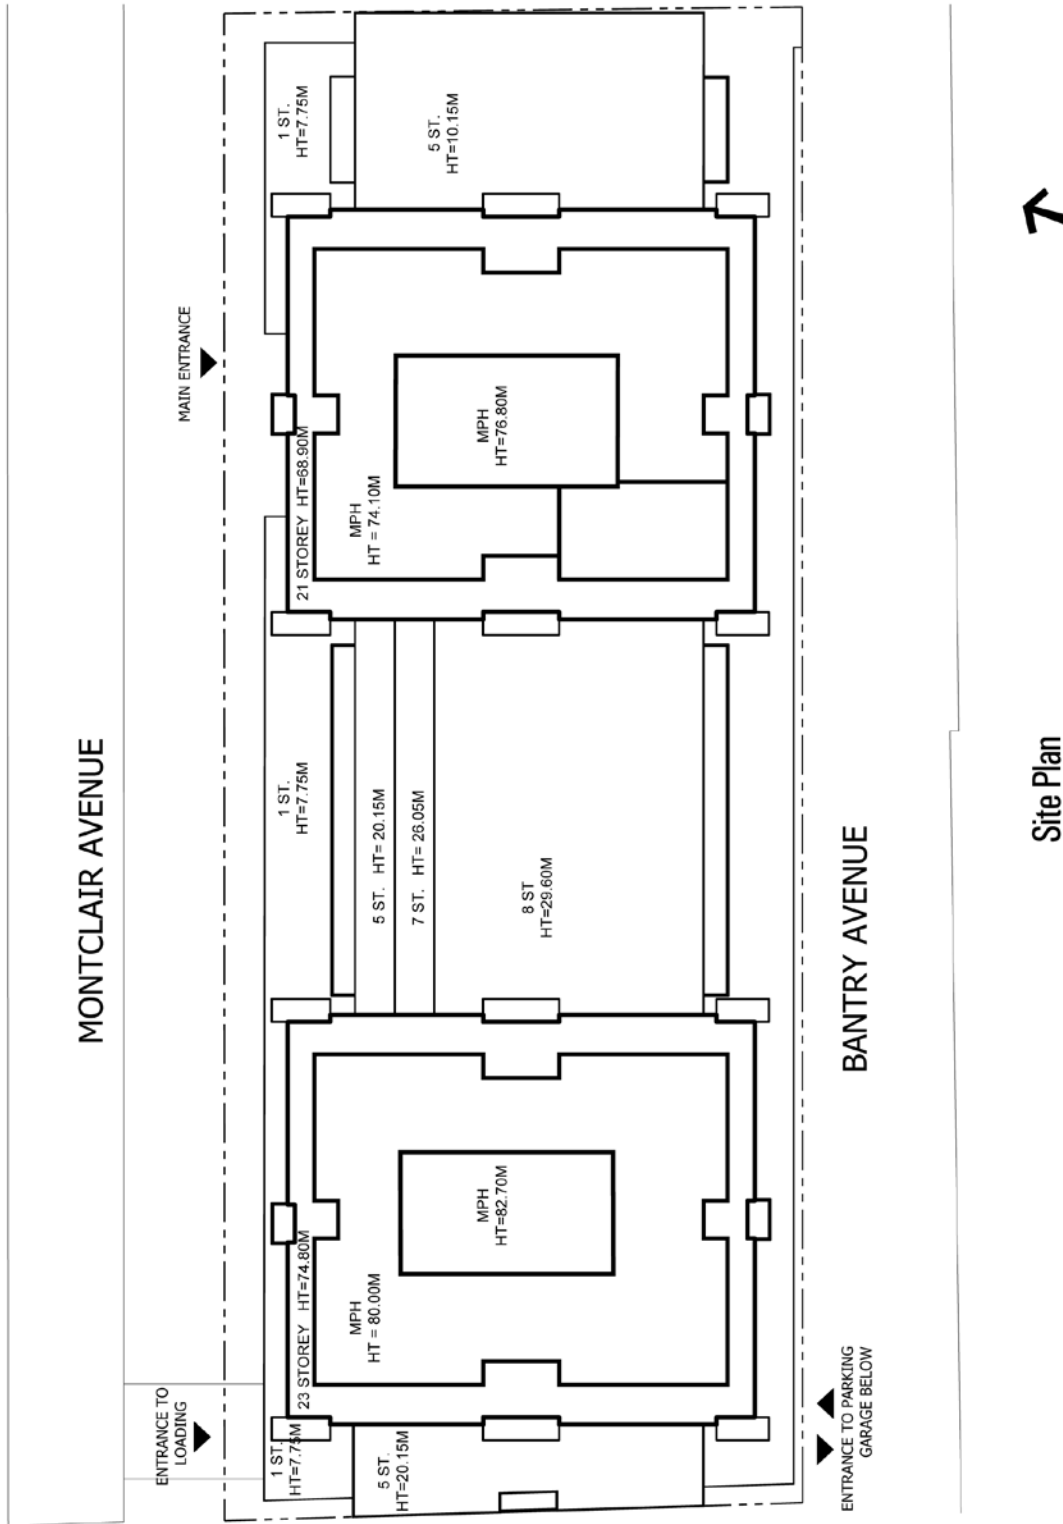 MONTCLAIR AVENUE
ENTRANCE TO
LOADING
MAIN ENTRANCE
1 ST.
HT=7.75M
5 ST.
HT=20.15M
23 STOREY HT=74.80M
MPH
HT = 80.00M
MPH
HT=82.70M
1 ST.
HT=7.75M
5 ST. HT= 20.15M
7 ST. HT= 26.05M
8 ST
HT=29.60M
21 STOREY HT=68.90M
MPH
HT = 74.10M
MPH
HT=76.80M
1 ST.
HT=7.75M
5 ST.
HT=10.15M
ENTRANCE TO PARKING
GARAGE BELOW
BANTRY AVENUE
Site Plan